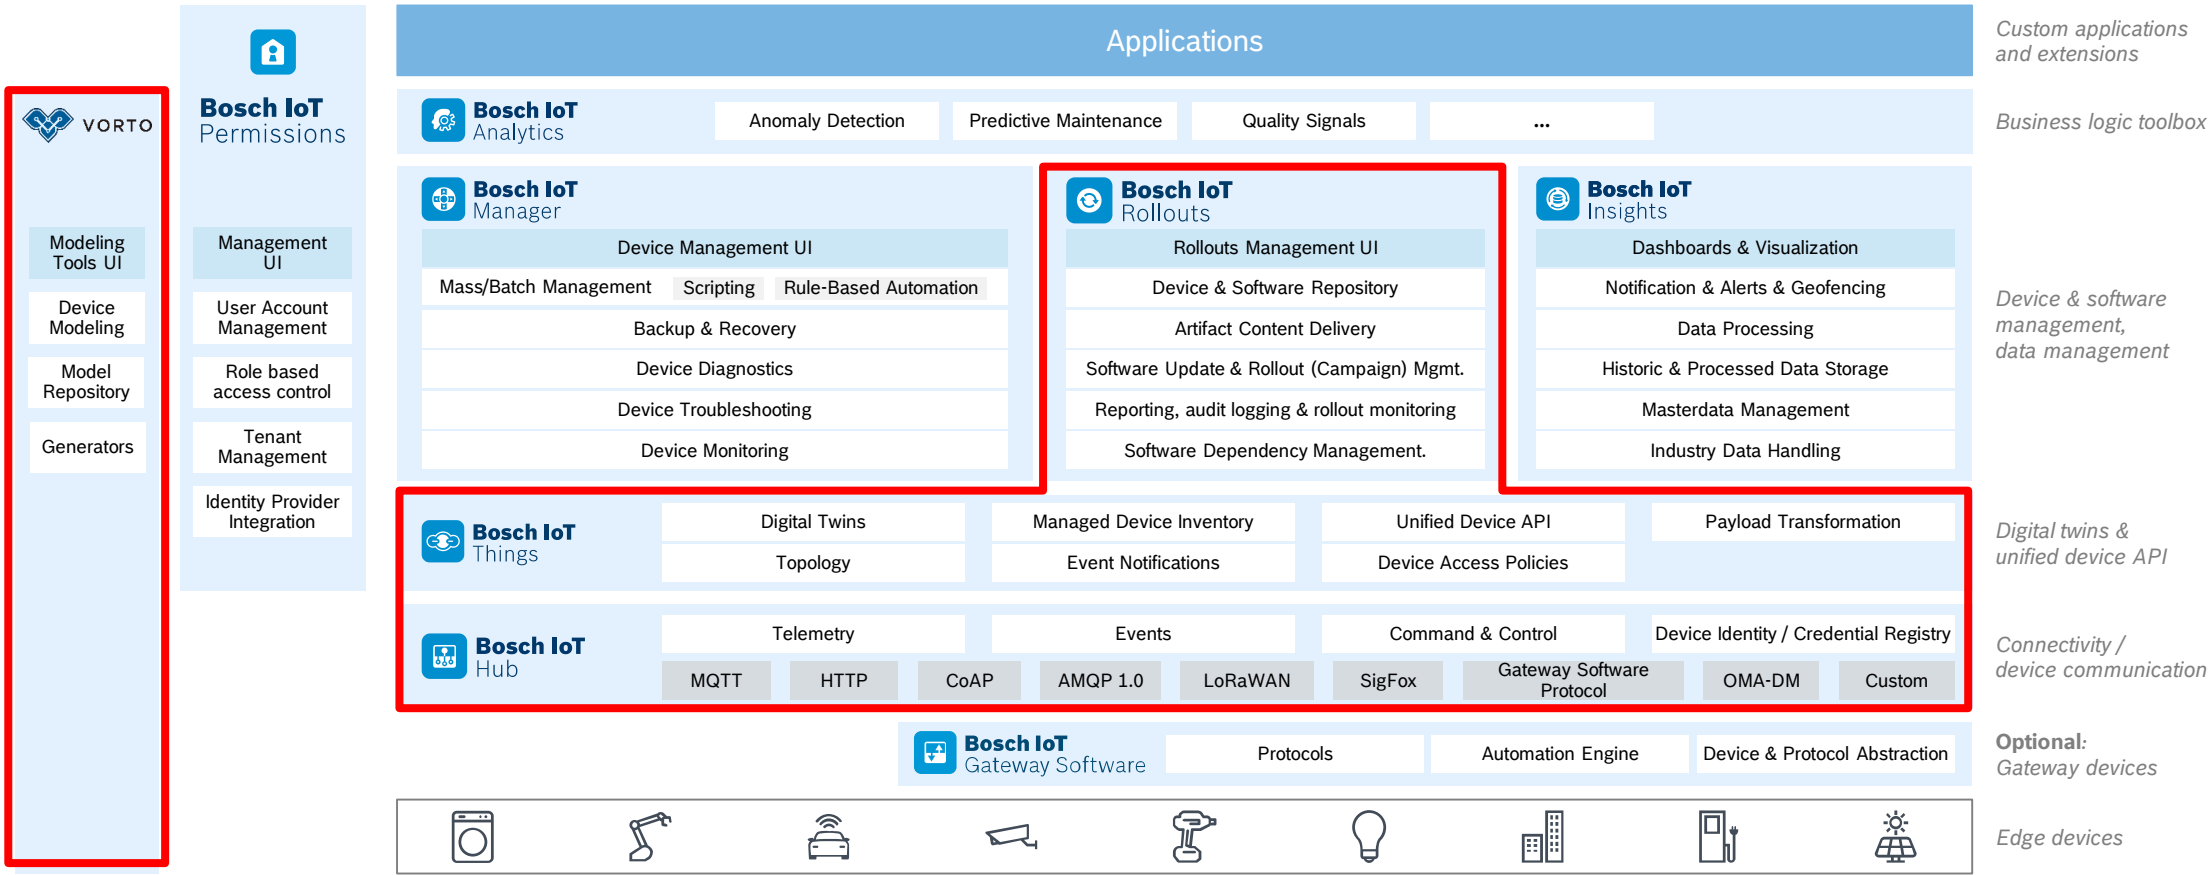 VORTO
Modeling
Tools UI
Device
Modeling
Model
Repository
Generators
Bosch IoT
Permissions
Management
UI
User Account
Management
Role based
access control
Tenant
Management
Identity Provider
Integration
Applications
Custom applications
and extensions
Bosch IoT
Analytics
Anomaly Detection
Predictive Maintenance
Quality Signals
...
Business logic toolbox
Bosch IoT
Manager
Device Management UI
Mass/Batch Management
Scripting
Rule-Based Automation
Backup & Recovery
Device Diagnostics
Device Troubleshooting
Device Monitoring
Bosch IoT
Rollouts
Rollouts Management UI
Device & Software Repository
Artifact Content Delivery
Software Update & Rollout (Campaign) Mgmt.
Reporting, audit logging & rollout monitoring
Software Dependency Management.
Bosch IoT
Insights
Dashboards & Visualization
Notification & Alerts & Geofencing
Data Processing
Historic & Processed Data Storage
Masterdata Management
Industry Data Handling
Device & software
management,
data management
Bosch IoT
Things
Digital Twins
Managed Device Inventory
Unified Device API
Payload Transformation
Topology
Event Notifications
Device Access Policies
Digital twins &
unified device API
Bosch IoT
Hub
Telemetry
Events
Command & Control
Device Identity / Credential Registry
MQTT
HTTP
CoAP
AMQP 1.0
LoRaWAN
SigFox
Gateway Software
Protocol
OMA-DM
Custom
Connectivity /
device communication
Bosch IoT
Gateway Software
Protocols
Automation Engine
Device & Protocol Abstraction
Optional:
Gateway devices
Edge devices